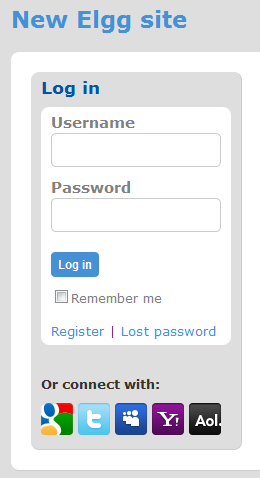 New Elgg site
Log in
Username
Password
Log in
Remember me
Register | Lost password
Or connect with:
g t Y! Aol.